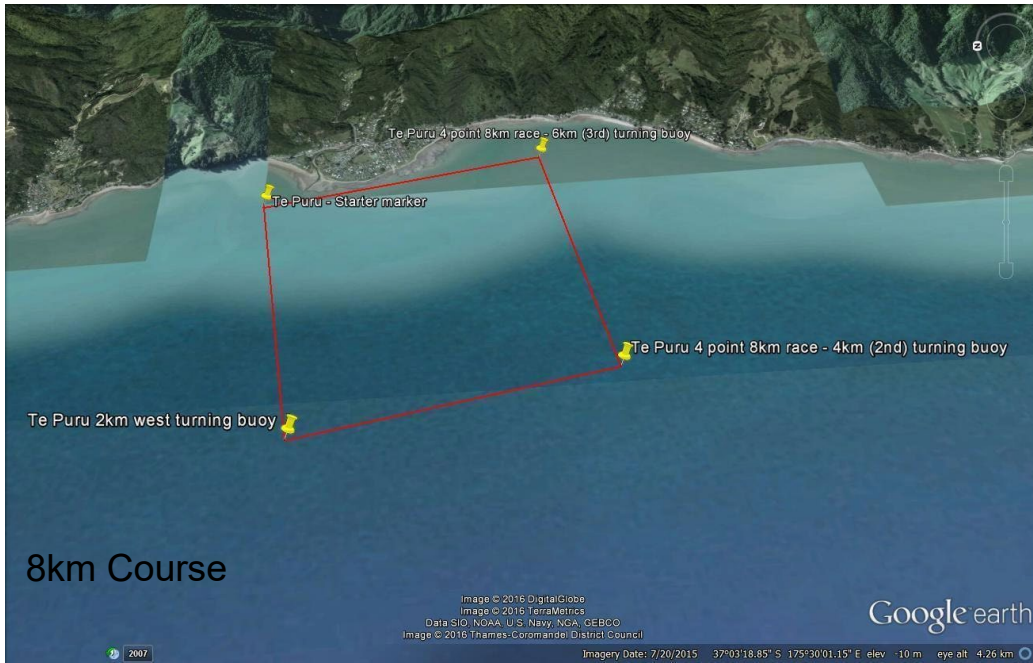 N
Te Puru 4 point 8km race - 6km (3rd) turning buoy
Te Puru - Starter marker
Te Puru 4 point 8km race - 4km (2nd) turning buoy
Te Puru 2km west turning buoy
8km Course
Image © 2016 DigitalGlobe
Image © 2016 TerraMetrics
Data SIO, NOAA, U.S. Navy, NGA, GEBCO
Image © 2016 Thames-Coromandel District Council
Google earth
2007
Imagery Date: 7/20/2015 37°03'18.85" S 175°30'01.15" E elev -10 m eye alt 4.26 km